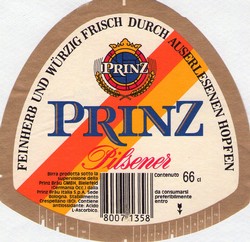 FEINHERB UND WÜRZIG FRISCH DURCH AUSERLESENEN HOPFEN
PRINZ
PRINZ
Pilsener
Birra prodotta sotto la
supervisione della
Prinz Bräu GmbH, Bielefeld
(Germania Occ.) dalla
Prinz Bräu Italia S.p.A. Sede
Bologna Stabilimento
Crespellano (BO). Contiene
antiossidante: Acido
L-Ascorbico.
Contenuto 66 cl
da consumarsi
preferibilmente
entro
8007 1358